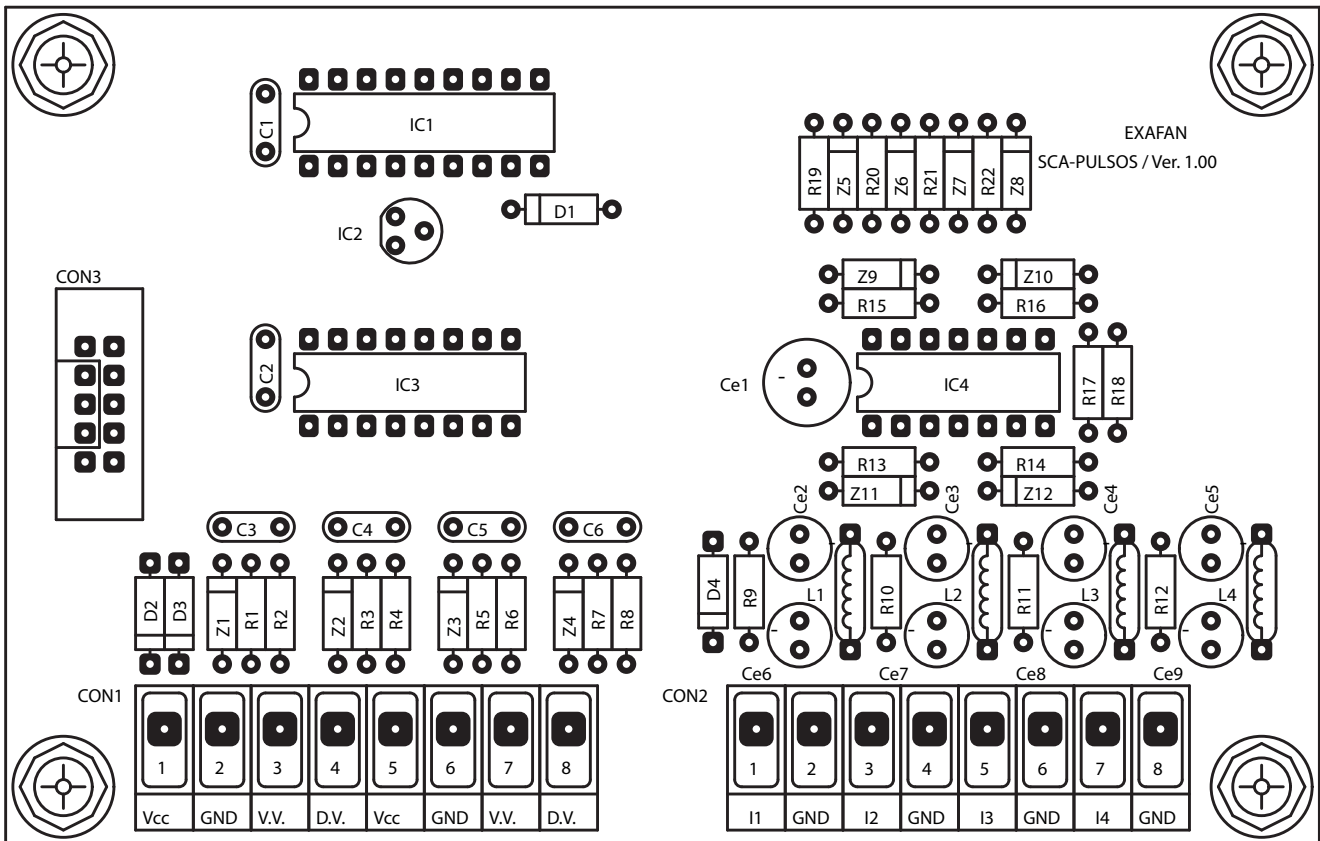 C1
IC1
EXAFAN
SCA-PULSOS / Ver. 1.00
R19
Z5
R20
Z6
R21
Z7
R22
Z8
D1
IC2
CON3
Z9
Z10
R15
R16
C2
IC3
Ce1
-
IC4
R17
R18
R13
R14
Z11
Z12
Ce2
Ce3
Ce4
Ce5
C3
C4
C5
C6
D2
D3
Z1
R1
R2
Z2
R3
R4
Z3
R5
R6
Z4
R7
R8
D4
R9
L1
R10
L2
R11
L3
R12
L4
-
-
-
-
-
-
-
Ce6
Ce7
Ce8
Ce9
CON1
CON2
1 2 3 4 5 6 7 8
Vcc GND V.V. D.V. Vcc GND V.V. D.V.
1 2 3 4 5 6 7 8
I1 GND I2 GND I3 GND I4 GND